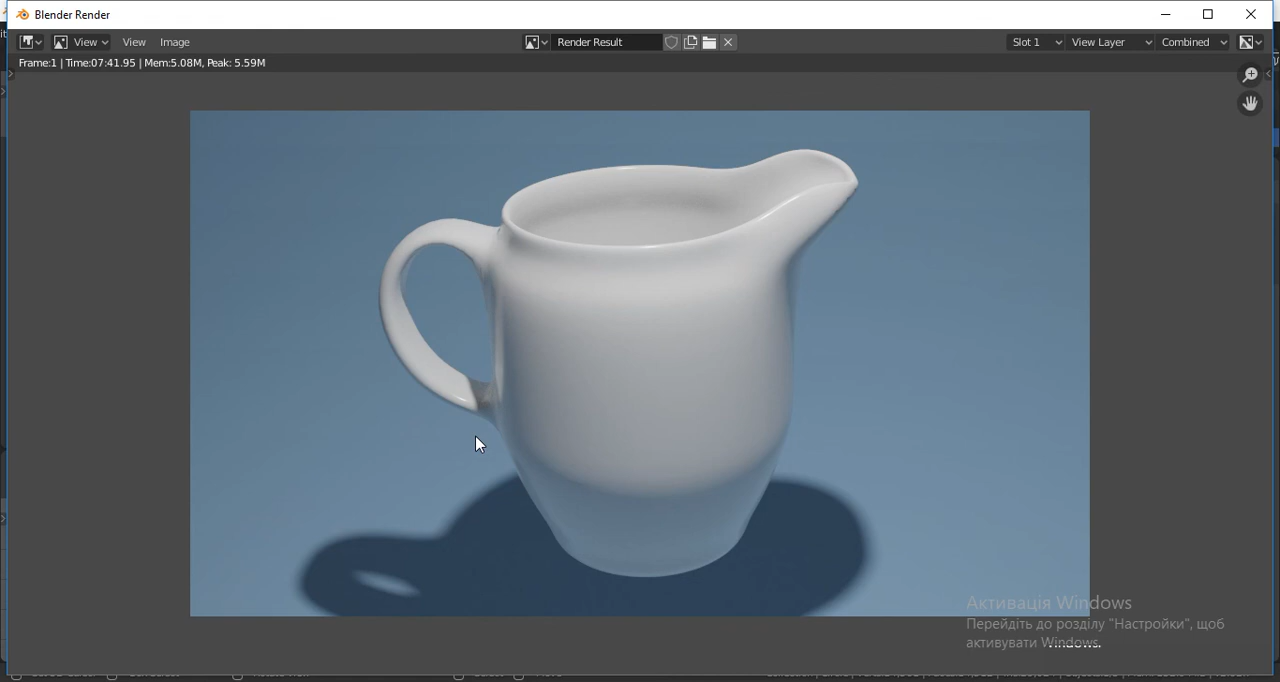 Blender Render
View View Image Render Result Slot 1 View Layer Combined
Frame:1 | Time:07:41.95 | Mem:5.08M, Peak: 5.59M
Активація Windows
Перейдіть до розділу "Настройки", щоб
активувати Windows.